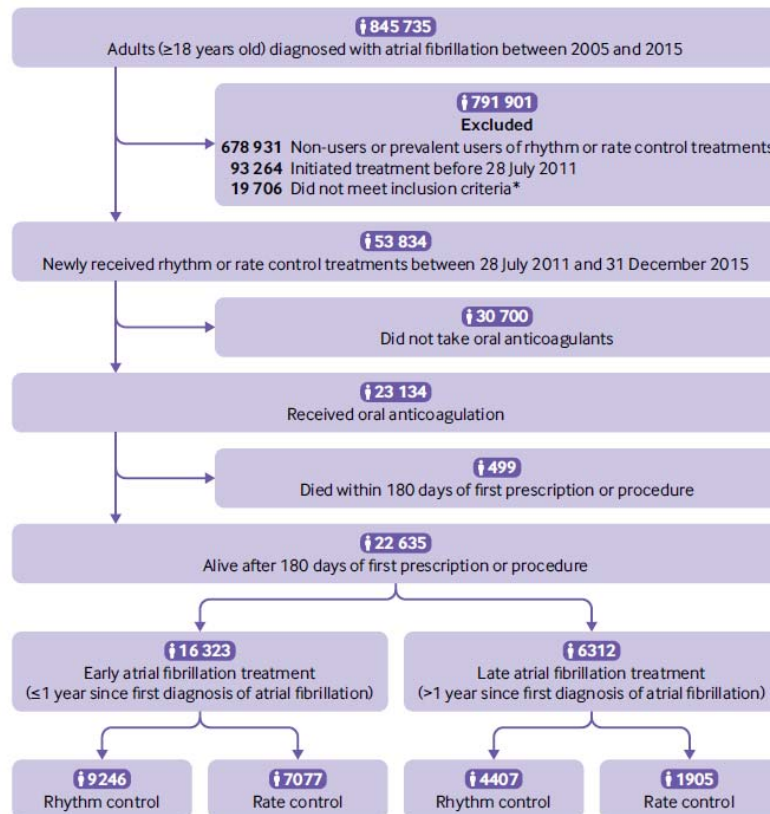 845 735
Adults (≥18 years old) diagnosed with atrial fibrillation between 2005 and 2015
791 901
Excluded
678 931 Non-users or prevalent users of rhythm or rate control treatments
93 264 Initiated treatment before 28 July 2011
19 706 Did not meet inclusion criteria*
53 834
Newly received rhythm or rate control treatments between 28 July 2011 and 31 December 2015
30 700
Did not take oral anticoagulants
23 134
Received oral anticoagulation
499
Died within 180 days of first prescription or procedure
22 635
Alive after 180 days of first prescription or procedure
16 323
Early atrial fibrillation treatment
(≤1 year since first diagnosis of atrial fibrillation)
6312
Late atrial fibrillation treatment
(>1 year since first diagnosis of atrial fibrillation)
9246
Rhythm control
7077
Rate control
4407
Rhythm control
1905
Rate control